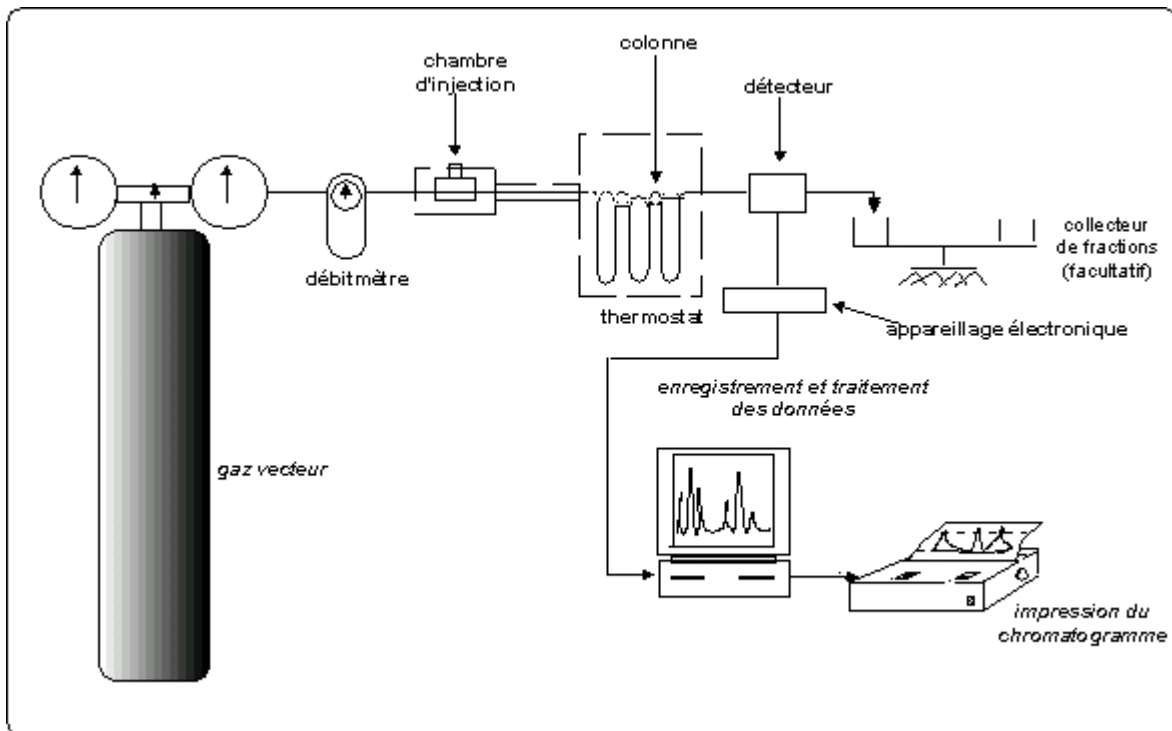 colonne
chambre
d'injection
détecteur
collecteur
de fractions
(facultatif)
débitmètre
thermostat
appareillage électronique
enregistrement et traitement
des données
gaz vecteur
impression du
chromatogramme